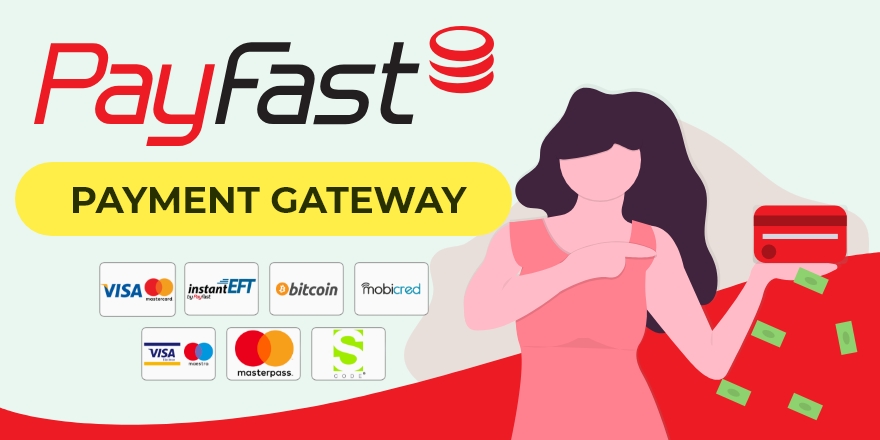 PayFast
PAYMENT GATEWAY
VISA mastercard
instantEFT
by PayFast
bitcoin
mobicred
VISA
maestro
masterpass.
S
CODE